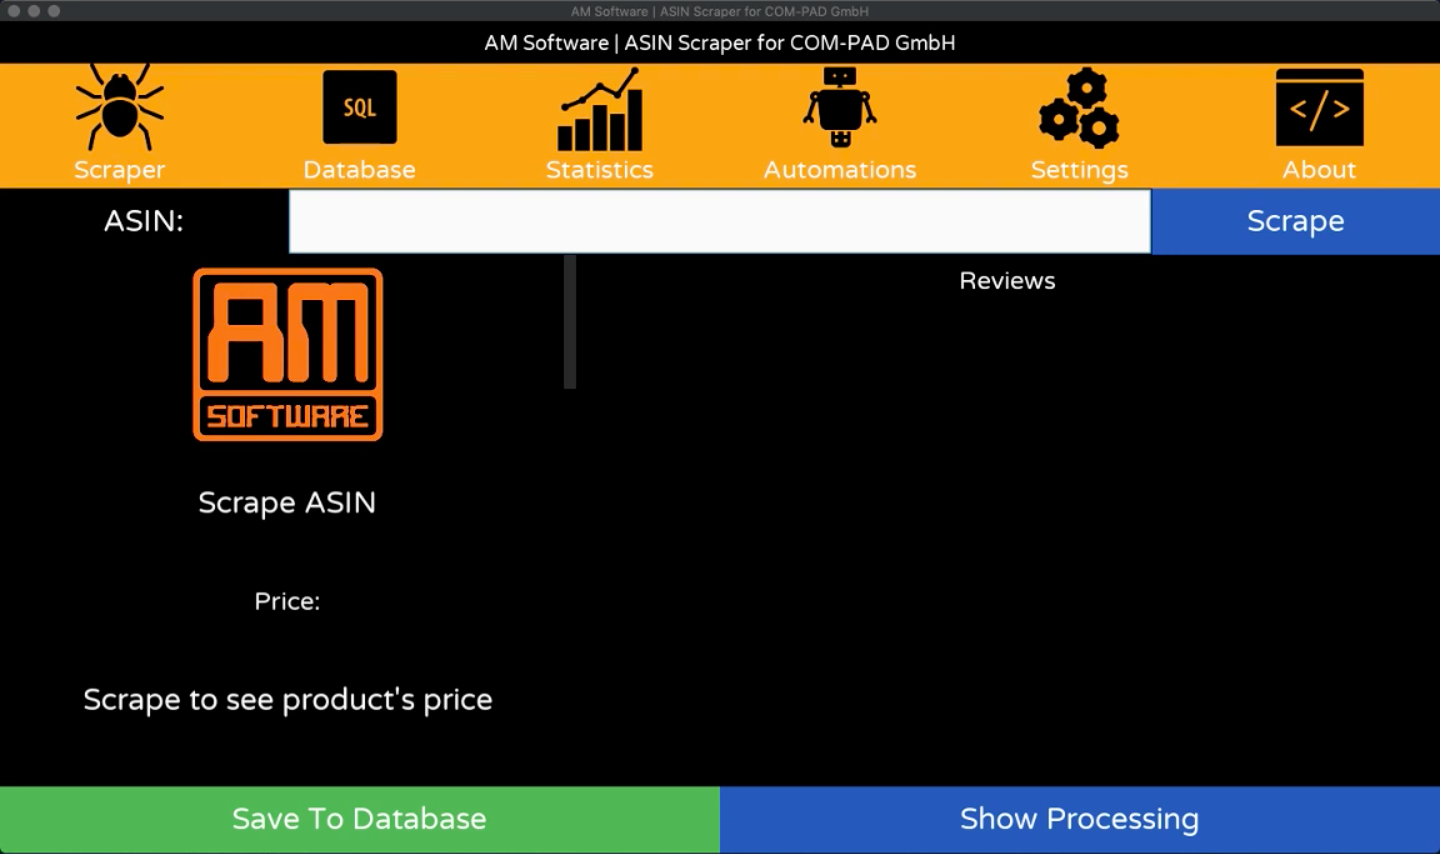 AM Software | ASIN Scraper for COM-PAD GmbH
AM Software | ASIN Scraper for COM-PAD GmbH
SQL
</>
Scraper Database Statistics Automations Settings About
ASIN: Scrape
AM
SOFTWARE
Reviews
Scrape ASIN
Price:
Scrape to see product's price
Save To Database Show Processing